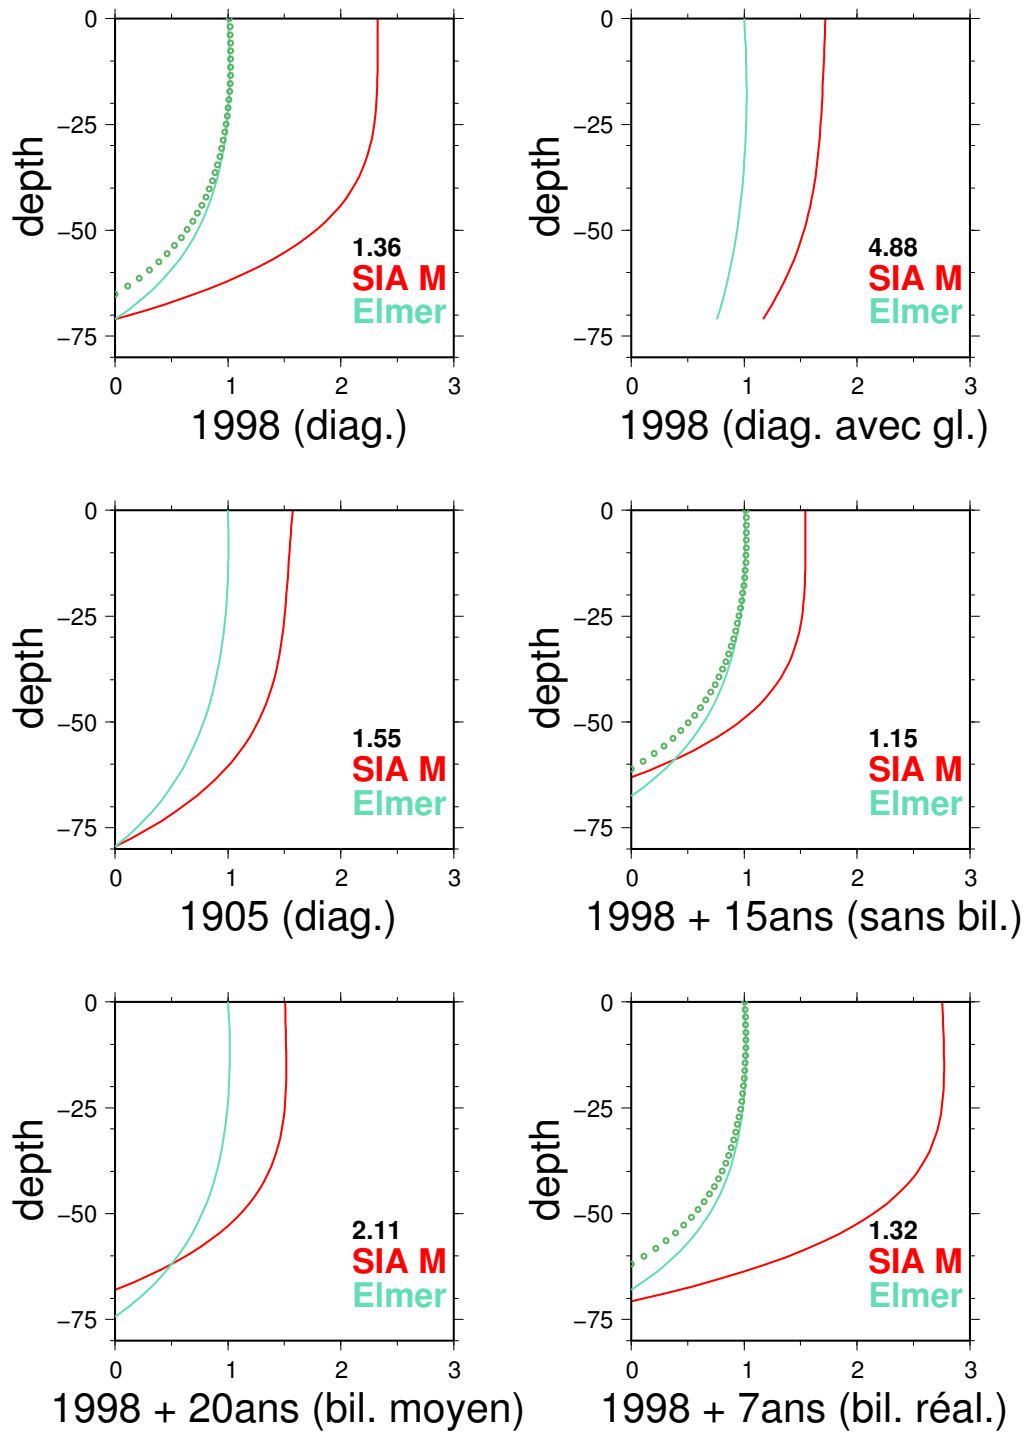 0
−25
−50
−75
depth
1.36
SIA M
Elmer
0 1 2 3
1998 (diag.)
0
−25
−50
−75
depth
4.88
SIA M
Elmer
0 1 2 3
1998 (diag. avec gl.)
0
−25
−50
−75
depth
1.55
SIA M
Elmer
0 1 2 3
1905 (diag.)
0
−25
−50
−75
depth
1.15
SIA M
Elmer
0 1 2 3
1998 + 15ans (sans bil.)
0
−25
−50
−75
depth
2.11
SIA M
Elmer
0 1 2 3
1998 + 20ans (bil. moyen)
0
−25
−50
−75
depth
1.32
SIA M
Elmer
0 1 2 3
1998 + 7ans (bil. réal.)